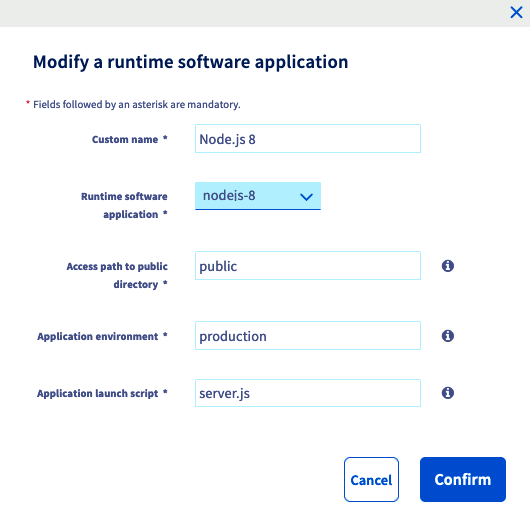 Modify a runtime software application
* Fields followed by an asterisk are mandatory.
Custom name *
Node.js 8
Runtime software
application *
nodejs-8
Access path to public
directory *
public
Application environment *
production
Application launch script *
server.js
Cancel
Confirm